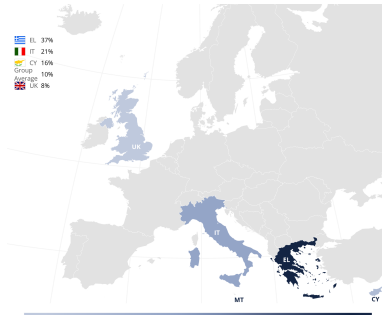 EL 37%
IT 21%
CY 16%
Group
Average 10%
UK 8%
UK
IT
EL
MT
CY